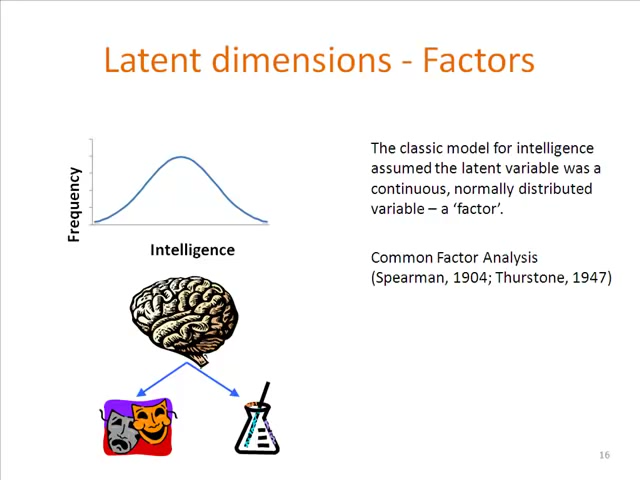 Latent dimensions - Factors
Frequency
Intelligence
The classic model for intelligence
assumed the latent variable was a
continuous, normally distributed
variable – a ‘factor’.
Common Factor Analysis
(Spearman, 1904; Thurstone, 1947)
16